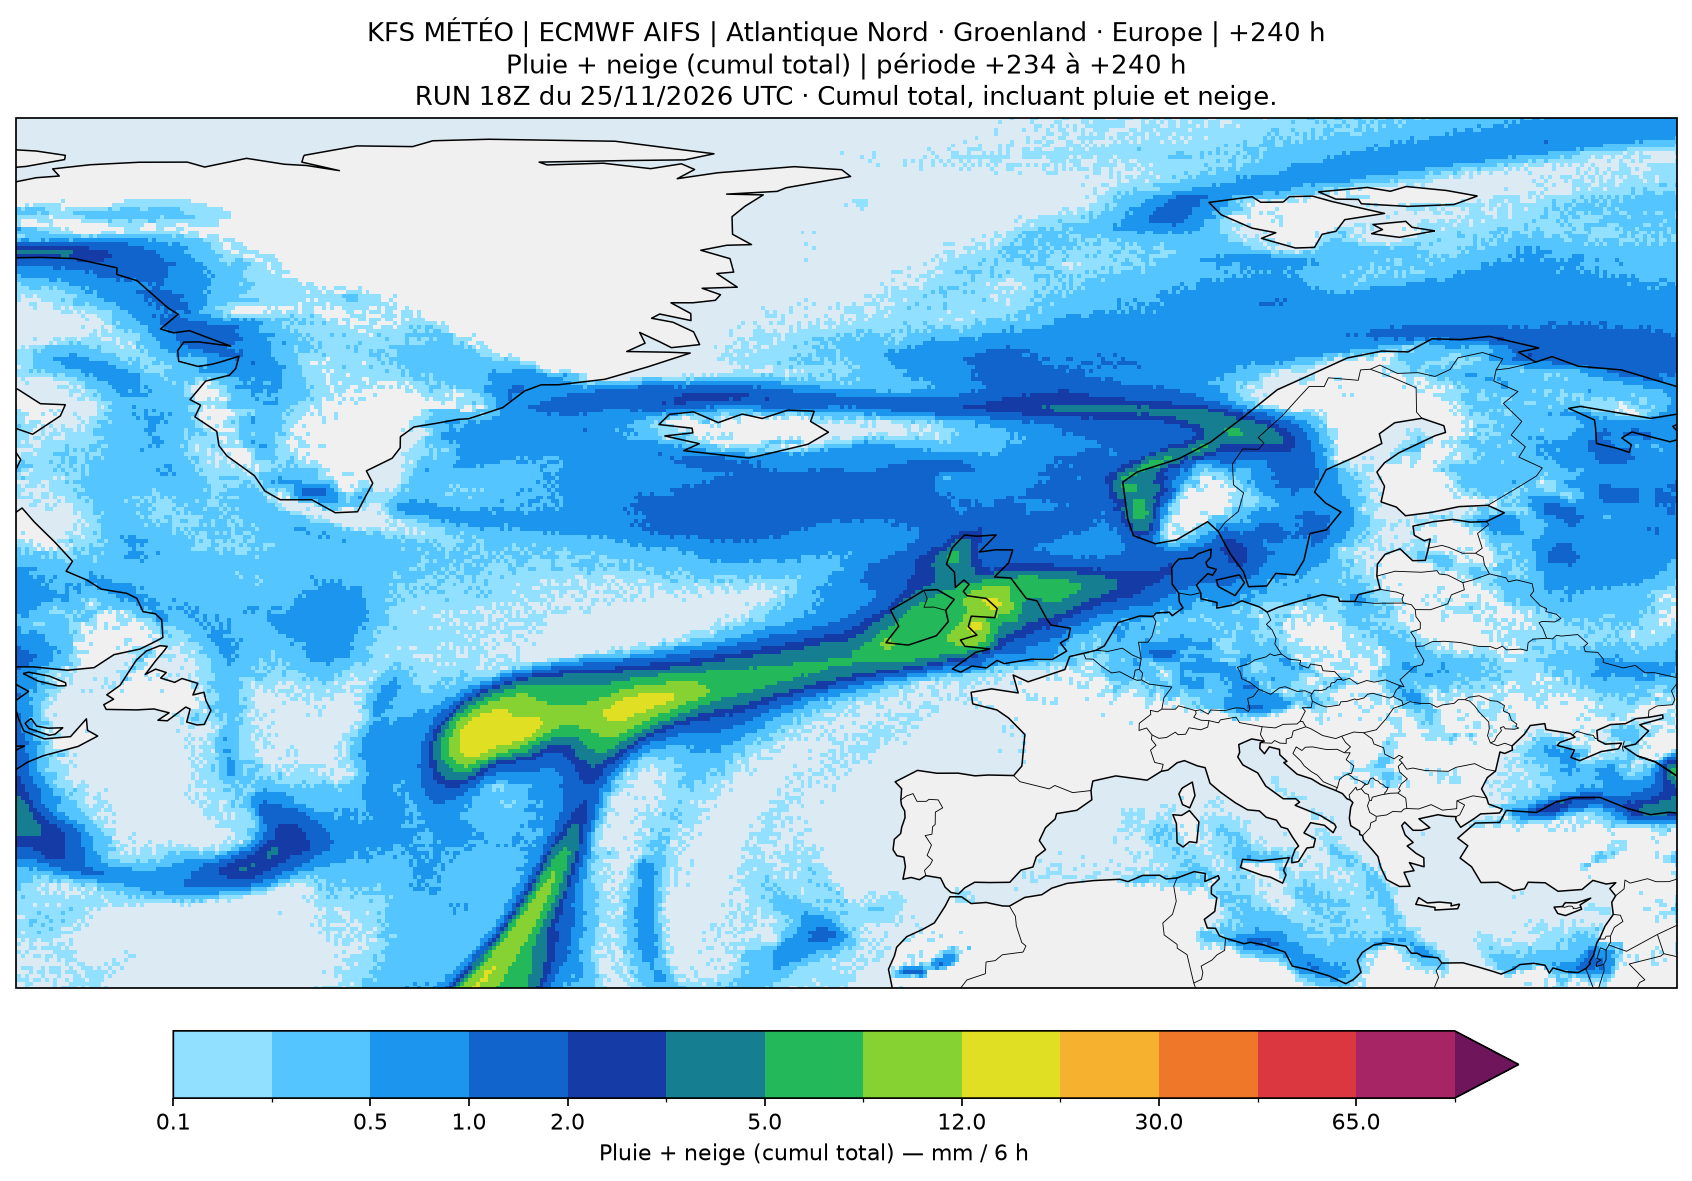 KFS MÉTÉO | ECMWF AIFS | Atlantique Nord · Groenland · Europe | +240 h
Pluie + neige (cumul total) | période +234 à +240 h
RUN 18Z du 25/11/2026 UTC · Cumul total, incluant pluie et neige.
0.1 0.5 1.0 2.0 5.0 12.0 30.0 65.0
Pluie + neige (cumul total) — mm / 6 h